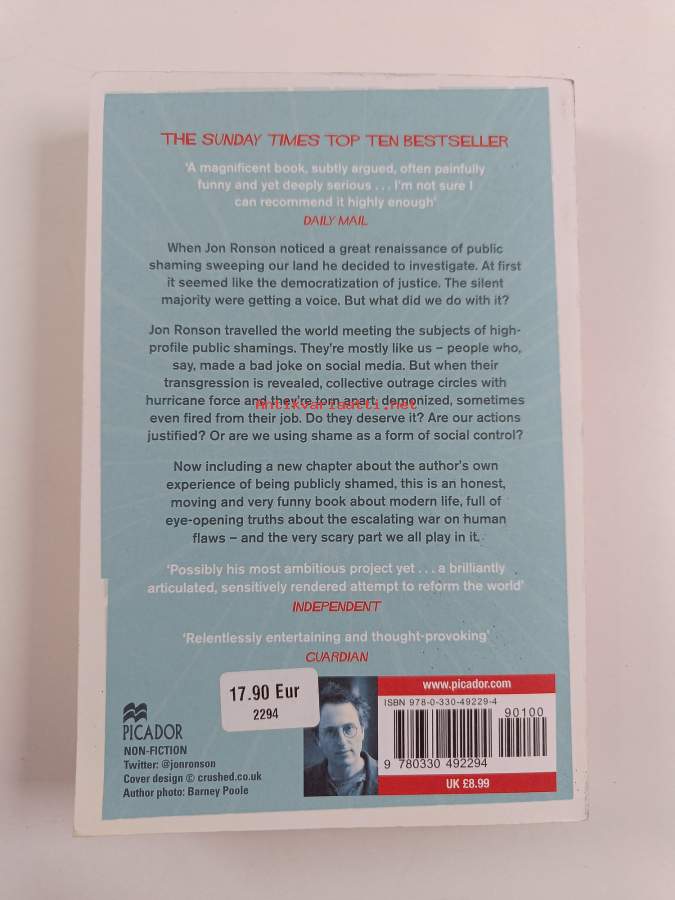 THE SUNDAY TIMES TOP TEN BESTSELLER
'A magnificent book, subtly argued, often painfully
funny and yet deeply serious . . . I'm not sure I
can recommend it highly enough'
DAILY MAIL
When Jon Ronson noticed a great renaissance of public
shaming sweeping our land he decided to investigate. At first
it seemed like the democratization of justice. The silent
majority were getting a voice. But what did we do with it?
Jon Ronson travelled the world meeting the subjects of high-
profile public shamings. They're mostly like us – people who,
say, made a bad joke on social media. But when their
transgression is revealed, collective outrage circles with
hurricane force and they're torn apart, demonized, sometimes
Antikvariaatti.net
even fired from their job. Do they deserve it? Are our actions
justified? Or are we using shame as a form of social control?
Now including a new chapter about the author's own
experience of being publicly shamed, this is an honest,
moving and very funny book about modern life, full of
eye-opening truths about the escalating war on human
flaws – and the very scary part we all play in it.
'Possibly his most ambitious project yet . . . a brilliantly
articulated, sensitively rendered attempt to reform the world'
INDEPENDENT
'Relentlessly entertaining and thought-provoking'
GUARDIAN
17.90 Eur
2294
PICADOR
NON-FICTION
Twitter: @jonronson
Cover design © crushed.co.uk
Author photo: Barney Poole
www.picador.com
ISBN 978-0-330-49229-4
90100
9 780330 492294
UK £8.99